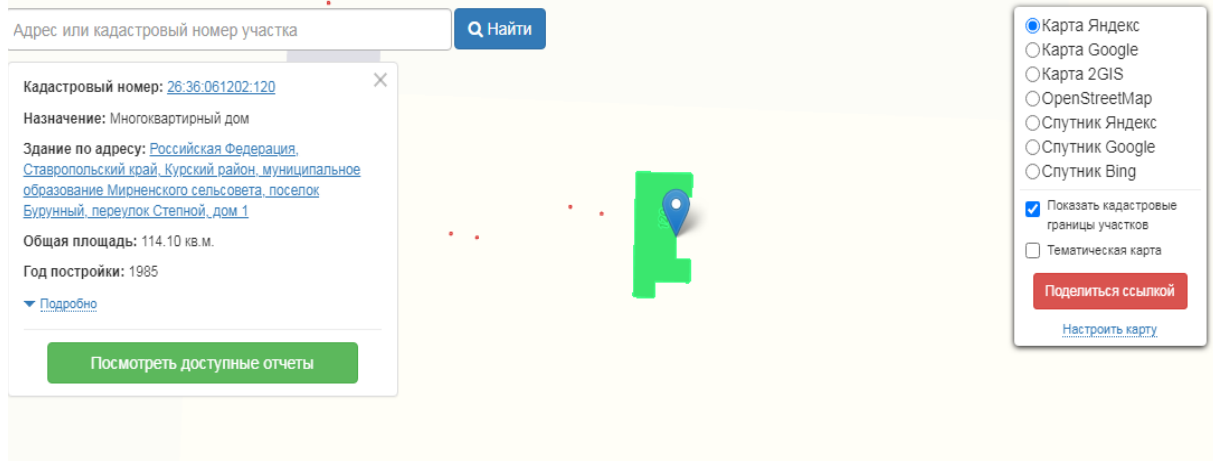 Адрес или кадастровый номер участка
Найти
Кадастровый номер: 26:36:061202:120
Назначение: Многоквартирный дом
Здание по адресу: Российская Федерация,
Ставропольский край, Курский район, муниципальное
образование Мирненского сельсовета, поселок
Бурунный, переулок Степной, дом 1
Общая площадь: 114.10 кв.м.
Год постройки: 1985
Подробно
Посмотреть доступные отчеты
Карта Яндекс
Карта Google
Карта 2GIS
OpenStreetMap
Спутник Яндекс
Спутник Google
Спутник Bing
Показать кадастровые
границы участков
Тематическая карта
Поделиться ссылкой
Настроить карту